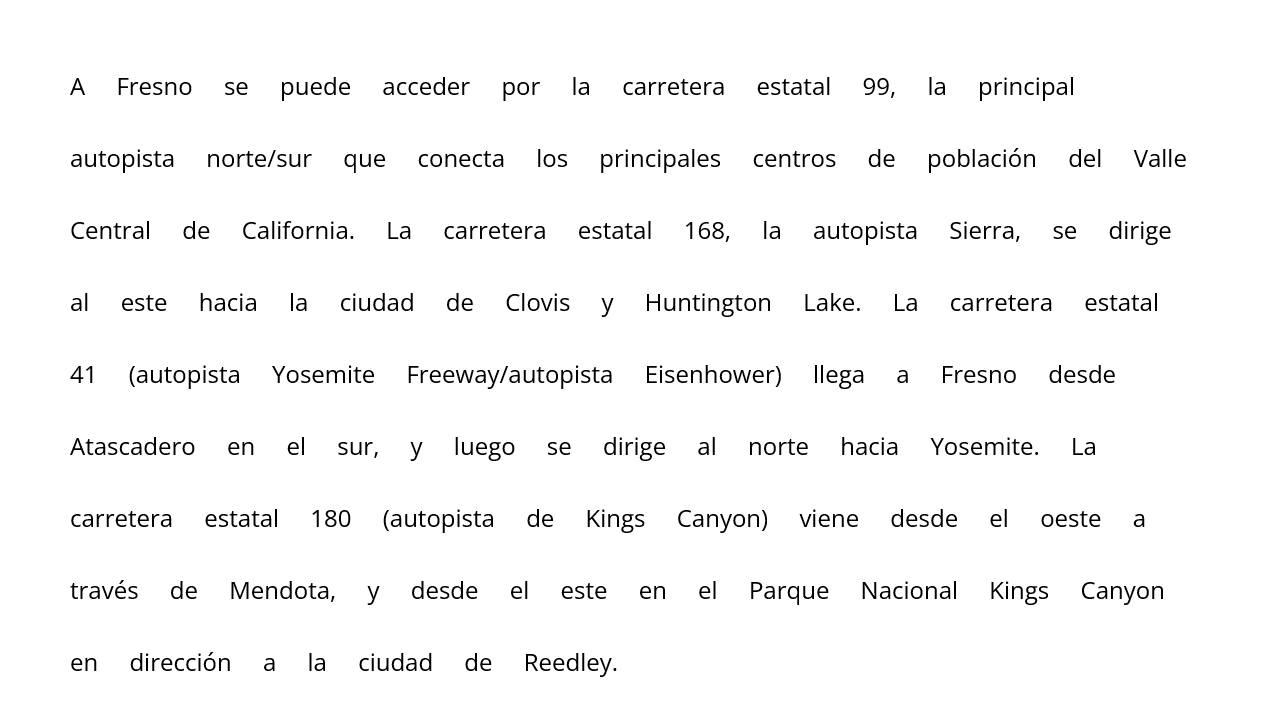 A Fresno se puede acceder por la carretera estatal 99, la principal
autopista norte/sur que conecta los principales centros de población del Valle
Central de California. La carretera estatal 168, la autopista Sierra, se dirige
al este hacia la ciudad de Clovis y Huntington Lake. La carretera estatal
41 (autopista Yosemite Freeway/autopista Eisenhower) llega a Fresno desde
Atascadero en el sur, y luego se dirige al norte hacia Yosemite. La
carretera estatal 180 (autopista de Kings Canyon) viene desde el oeste a
través de Mendota, y desde el este en el Parque Nacional Kings Canyon
en dirección a la ciudad de Reedley.